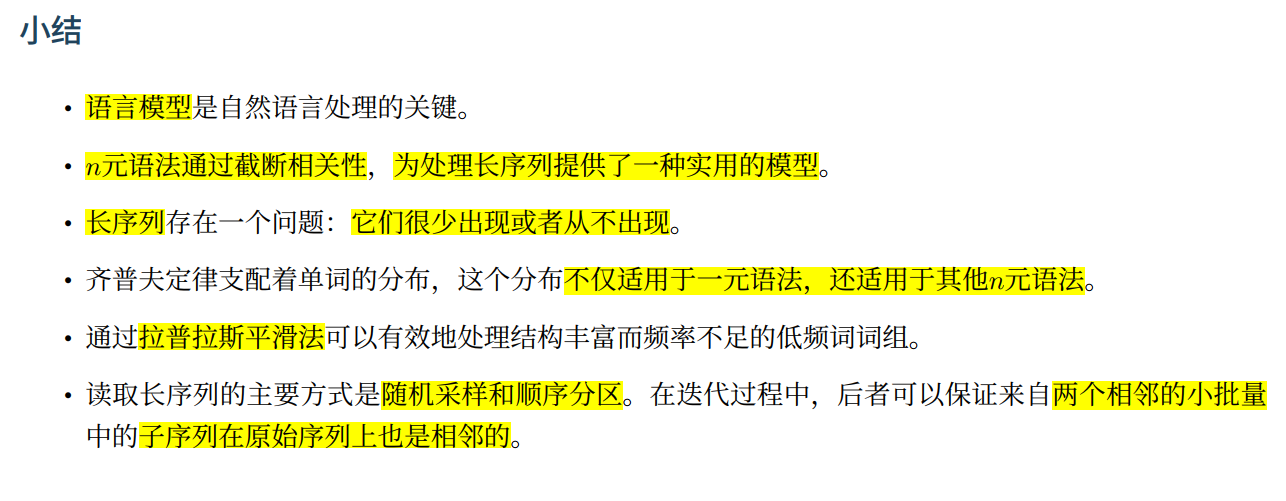 小结
• 语言模型是自然语言处理的关键。
• n元语法通过截断相关性，为处理长序列提供了一种实用的模型。
• 长序列存在一个问题：它们很少出现或者从不出现。
• 齐普夫定律支配着单词的分布，这个分布不仅适用于一元语法，还适用于其他n元语法。
• 通过拉普拉斯平滑法可以有效地处理结构丰富而频率不足的低频词词组。
• 读取长序列的主要方式是随机采样和顺序分区。在迭代过程中，后者可以保证来自两个相邻的小批量
中的子序列在原始序列上也是相邻的。